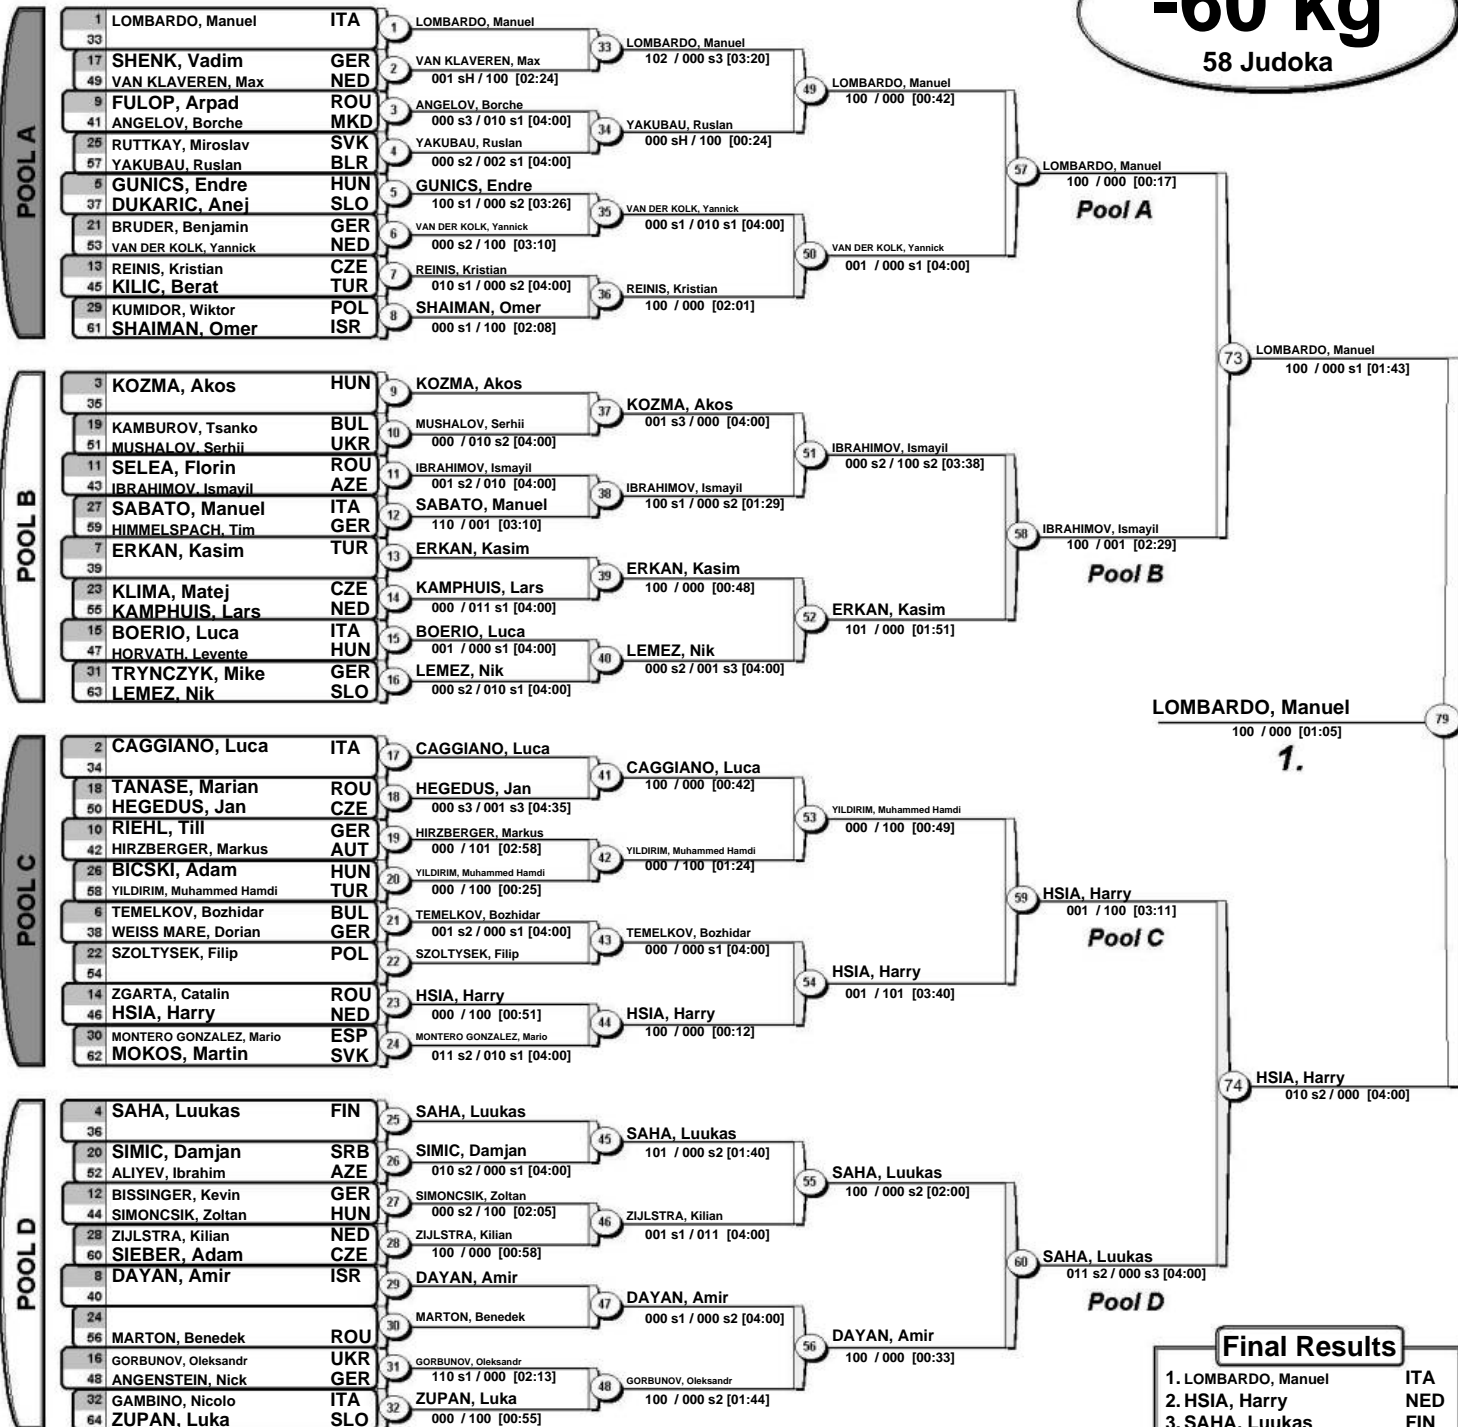 -60 kg
58 Judoka
POOL A
1 LOMBARDO, Manuel ITA
33
17 SHENK, Vadim GER
49 VAN KLAVEREN, Max NED
9 FULOP, Arpad ROU
41 ANGELOV, Borche MKD
25 RUTTKAY, Miroslav SVK
57 YAKUBAU, Ruslan BLR
5 GUNICS, Endre HUN
37 DUKARIC, Anej SLO
21 BRUDER, Benjamin GER
53 VAN DER KOLK, Yannick NED
13 REINIS, Kristian CZE
45 KILIC, Berat TUR
29 KUMIDOR, Wiktor POL
61 SHAIMAN, Omer ISR
1 LOMBARDO, Manuel
2 VAN KLAVEREN, Max
001 sH / 100 [02:24]
3 ANGELOV, Borche
000 s3 / 010 s1 [04:00]
4 YAKUBAU, Ruslan
000 s2 / 002 s1 [04:00]
5 GUNICS, Endre
100 s1 / 000 s2 [03:26]
6 VAN DER KOLK, Yannick
000 s2 / 100 [03:10]
7 REINIS, Kristian
010 s1 / 000 s2 [04:00]
8 SHAIMAN, Omer
000 s1 / 100 [02:08]
33 LOMBARDO, Manuel
102 / 000 s3 [03:20]
34 YAKUBAU, Ruslan
000 sH / 100 [00:24]
35 VAN DER KOLK, Yannick
000 s1 / 010 s1 [04:00]
36 REINIS, Kristian
100 / 000 [02:01]
49 LOMBARDO, Manuel
100 / 000 [00:42]
50 VAN DER KOLK, Yannick
001 / 000 s1 [04:00]
57 LOMBARDO, Manuel
100 / 000 [00:17]
Pool A
POOL B
3 KOZMA, Akos HUN
35
19 KAMBUROV, Tsanko BUL
51 MUSHALOV, Serhii UKR
11 SELEA, Florin ROU
43 IBRAHIMOV, Ismayil AZE
27 SABATO, Manuel ITA
59 HIMMELSPACH, Tim GER
7 ERKAN, Kasim TUR
39
23 KLIMA, Matej CZE
55 KAMPHUIS, Lars NED
15 BOERIO, Luca ITA
47 HORVATH, Levente HUN
31 TRYNCZYK, Mike GER
63 LEMEZ, Nik SLO
9 KOZMA, Akos
10 MUSHALOV, Serhii
000 / 010 s2 [04:00]
11 IBRAHIMOV, Ismayil
001 s2 / 010 [04:00]
12 SABATO, Manuel
110 / 001 [03:10]
13 ERKAN, Kasim
14 KAMPHUIS, Lars
000 / 011 s1 [04:00]
15 BOERIO, Luca
001 / 000 s1 [04:00]
16 LEMEZ, Nik
000 s2 / 010 s1 [04:00]
37 KOZMA, Akos
001 s3 / 000 [04:00]
38 IBRAHIMOV, Ismayil
100 s1 / 000 s2 [01:29]
39 ERKAN, Kasim
100 / 000 [00:48]
40 LEMEZ, Nik
000 s2 / 001 s3 [04:00]
51 IBRAHIMOV, Ismayil
000 s2 / 100 s2 [03:38]
52 ERKAN, Kasim
101 / 000 [01:51]
58 IBRAHIMOV, Ismayil
100 / 001 [02:29]
Pool B
73 LOMBARDO, Manuel
100 / 000 s1 [01:43]
LOMBARDO, Manuel 79
100 / 000 [01:05]
1.
POOL C
2 CAGGIANO, Luca ITA
34
18 TANASE, Marian ROU
50 HEGEDUS, Jan CZE
10 RIEHL, Till GER
42 HIRZBERGER, Markus AUT
26 BICSKI, Adam HUN
58 YILDIRIM, Muhammed Hamdi TUR
6 TEMELKOV, Bozhidar BUL
38 WEISS MARE, Dorian GER
22 SZOLTYSEK, Filip POL
54
14 ZGARTA, Catalin ROU
46 HSIA, Harry NED
30 MONTERO GONZALEZ, Mario ESP
62 MOKOS, Martin SVK
17 CAGGIANO, Luca
18 HEGEDUS, Jan
000 s3 / 001 s3 [04:35]
19 HIRZBERGER, Markus
000 / 101 [02:58]
20 YILDIRIM, Muhammed Hamdi
000 / 100 [00:25]
21 TEMELKOV, Bozhidar
001 s2 / 000 s1 [04:00]
22 SZOLTYSEK, Filip
23 HSIA, Harry
000 / 100 [00:51]
24 MONTERO GONZALEZ, Mario
011 s2 / 010 s1 [04:00]
41 CAGGIANO, Luca
100 / 000 [00:42]
42 YILDIRIM, Muhammed Hamdi
000 / 100 [01:24]
43 TEMELKOV, Bozhidar
000 / 000 s1 [04:00]
44 HSIA, Harry
100 / 000 [00:12]
53 YILDIRIM, Muhammed Hamdi
000 / 100 [00:49]
54 HSIA, Harry
001 / 101 [03:40]
59 HSIA, Harry
001 / 100 [03:11]
Pool C
74 HSIA, Harry
010 s2 / 000 [04:00]
POOL D
4 SAHA, Luukas FIN
36
20 SIMIC, Damjan SRB
52 ALIYEV, Ibrahim AZE
12 BISSINGER, Kevin GER
44 SIMONCSIK, Zoltan HUN
28 ZIJLSTRA, Kilian NED
60 SIEBER, Adam CZE
8 DAYAN, Amir ISR
40
24
56 MARTON, Benedek ROU
16 GORBUNOV, Oleksandr UKR
48 ANGENSTEIN, Nick GER
32 GAMBINO, Nicolo ITA
64 ZUPAN, Luka SLO
25 SAHA, Luukas
26 SIMIC, Damjan
010 s2 / 000 s1 [04:00]
27 SIMONCSIK, Zoltan
000 s2 / 100 [02:05]
28 ZIJLSTRA, Kilian
100 / 000 [00:58]
29 DAYAN, Amir
30 MARTON, Benedek
31 GORBUNOV, Oleksandr
110 s1 / 000 [02:13]
32 ZUPAN, Luka
000 / 100 [00:55]
45 SAHA, Luukas
101 / 000 s2 [01:40]
46 ZIJLSTRA, Kilian
001 s1 / 011 [04:00]
47 DAYAN, Amir
000 s1 / 000 s2 [04:00]
48 GORBUNOV, Oleksandr
100 / 000 s2 [01:44]
55 SAHA, Luukas
100 / 000 s2 [02:00]
56 DAYAN, Amir
100 / 000 [00:33]
60 SAHA, Luukas
011 s2 / 000 s3 [04:00]
Pool D
Final Results
1. LOMBARDO, Manuel ITA
2. HSIA, Harry NED
3. SAHA, Luukas FIN